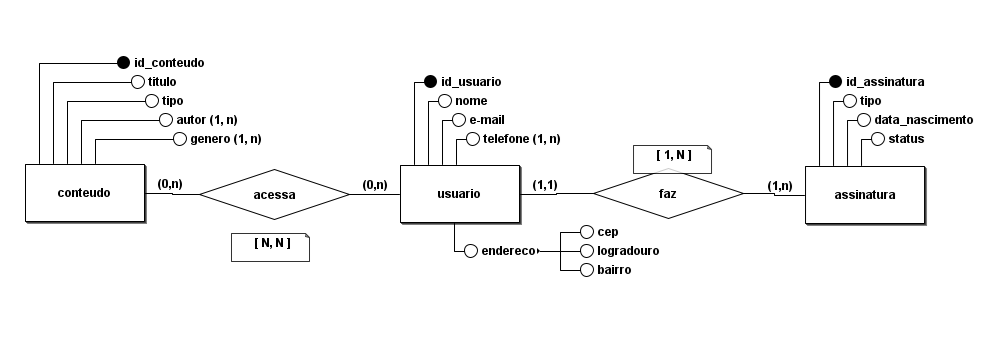 id_conteudo
titulo
tipo
autor (1, n)
genero (1, n)
conteudo
(0,n)
acessa
[ N, N ]
(0,n)
id_usuario
nome
e-mail
telefone (1, n)
usuario
endereco
cep
logradouro
bairro
(1,1)
[ 1, N ]
faz
(1,n)
id_assinatura
tipo
data_nascimento
status
assinatura